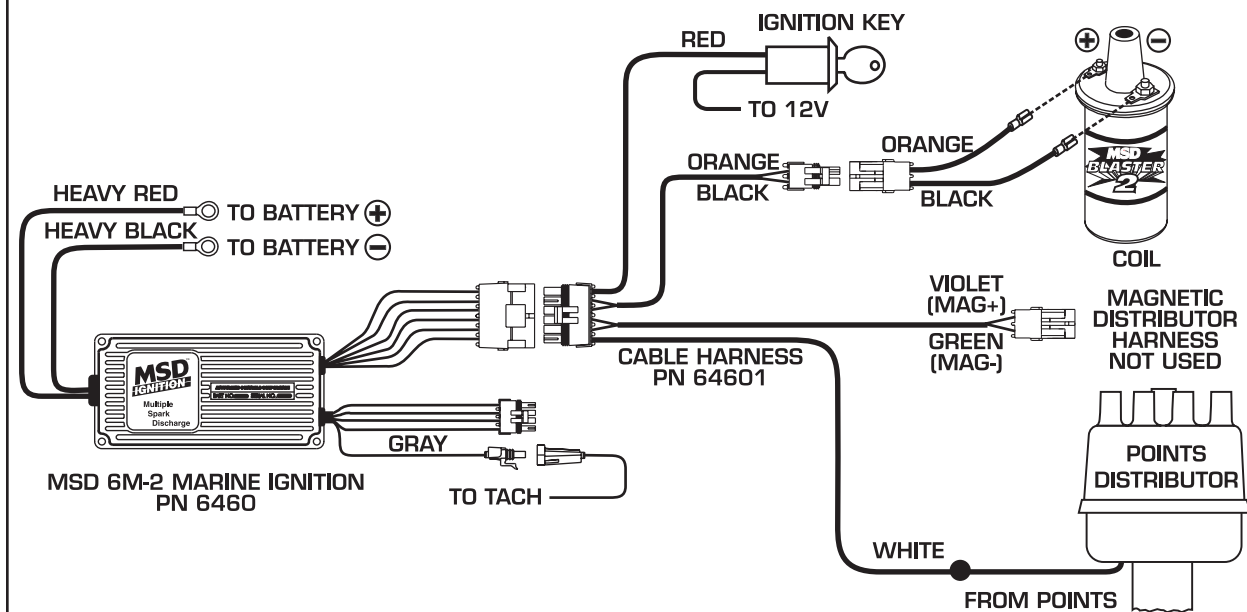 IGNITION KEY
RED
TO 12V
+
−
ORANGE
BLACK
ORANGE
BLACK
MSD
BLASTER
2
COIL
HEAVY RED
TO BATTERY +
HEAVY BLACK
TO BATTERY −
VIOLET
(MAG+)
GREEN
(MAG-)
MAGNETIC
DISTRIBUTOR
HARNESS
NOT USED
CABLE HARNESS
PN 64601
MSD
IGNITION
Multiple
Spark
Discharge
GRAY
TO TACH
MSD 6M-2 MARINE IGNITION
PN 6460
POINTS
DISTRIBUTOR
WHITE
FROM POINTS